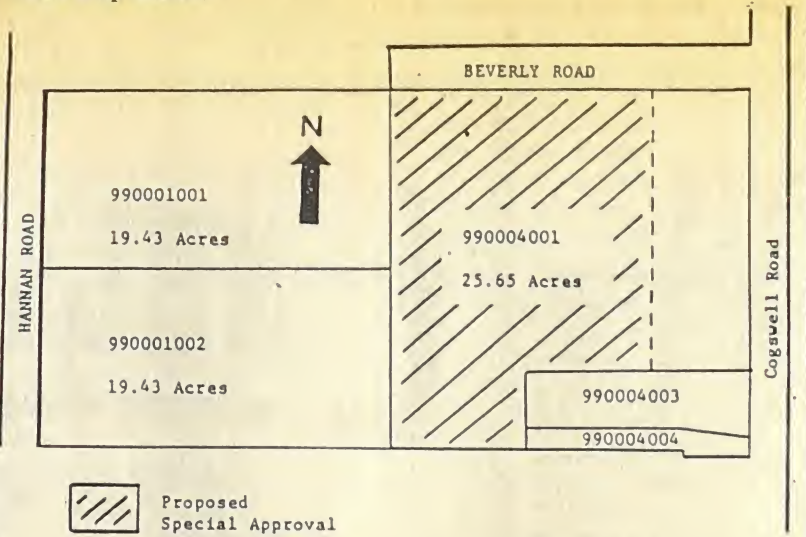 BEVERLY ROAD
N
990001001
19.43 Acres
HANNAN ROAD
990004001
25.65 Acres
Cogswell Road
990001002
19.43 Acres
990004003
990004004
Proposed
Special Approval